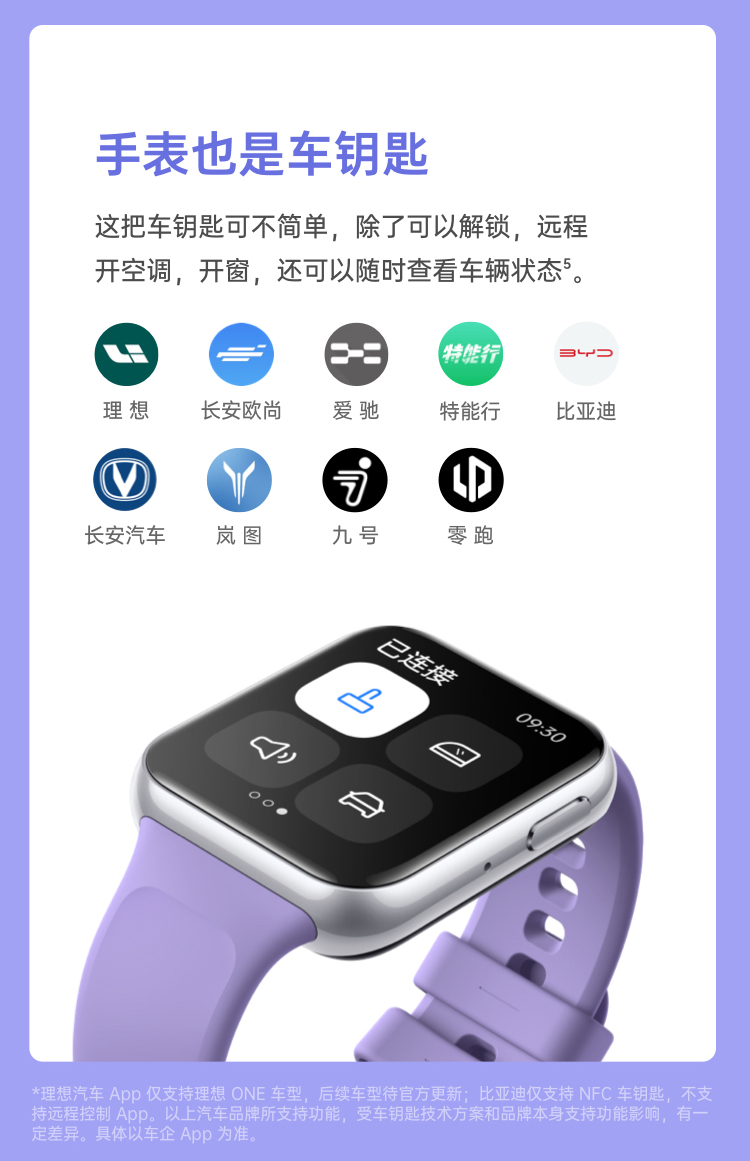 手表也是车钥匙
这把车钥匙可不简单，除了可以解锁，远程
开空调，开窗，还可以随时查看车辆状态⁵。
特能行
BYD
理想
长安欧尚
爱驰
特能行
比亚迪
长安汽车
岚图
九号
零跑
已连接
09:30
*理想汽车 App 仅支持理想 ONE 车型，后续车型待官方更新；比亚迪仅支持 NFC 车钥匙，不支
持远程控制 App。以上汽车品牌所支持功能，受车钥匙技术方案和品牌本身支持功能影响，有一
定差异。具体以车企 App 为准。